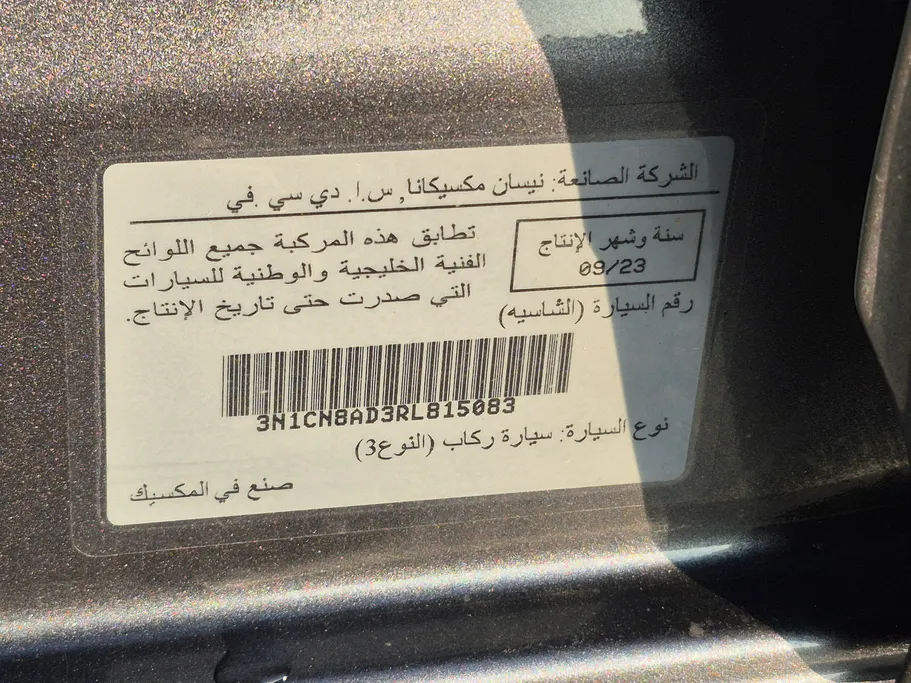 الشركة الصانعة: نيسان مكسيكانا, س.ا. دي سي .في
سنة وشهر الإنتاج
09/23
تطابق هذه المركبة جميع اللوائح
الفنية الخليجية والوطنية للسيارات
التي صدرت حتى تاريخ الإنتاج.
رقم السيارة (الشاسيه)
3N1CN8AD3RL815083
نوع السيارة: سيارة ركاب (النوع3)
صنع في المكسيك